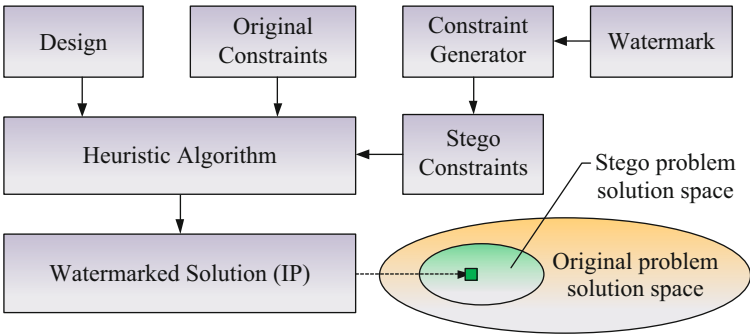 Design
Original
Constraints
Constraint
Generator
Watermark
Heuristic Algorithm
Stego
Constraints
Stego problem
solution space
Watermarked Solution (IP)
Original problem
solution space